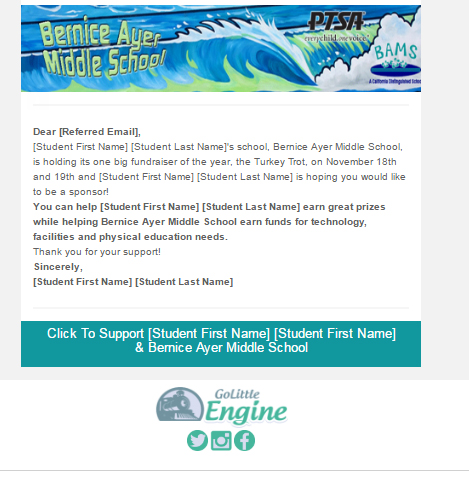 Bernice Ayer
Middle School
PTSA
everychild.onevoice.
BAMS
A California Distinguished School
Dear [Referred Email],
[Student First Name] [Student Last Name]'s school, Bernice Ayer Middle School,
is holding its one big fundraiser of the year, the Turkey Trot, on November 18th
and 19th and [Student First Name] [Student Last Name] is hoping you would like
to be a sponsor!
You can help [Student First Name] [Student Last Name] earn great prizes
while helping Bernice Ayer Middle School earn funds for technology,
facilities and physical education needs.
Thank you for your support!
Sincerely,
[Student First Name] [Student Last Name]
Click To Support [Student First Name] [Student First Name]
& Bernice Ayer Middle School
GoLittle
Engine